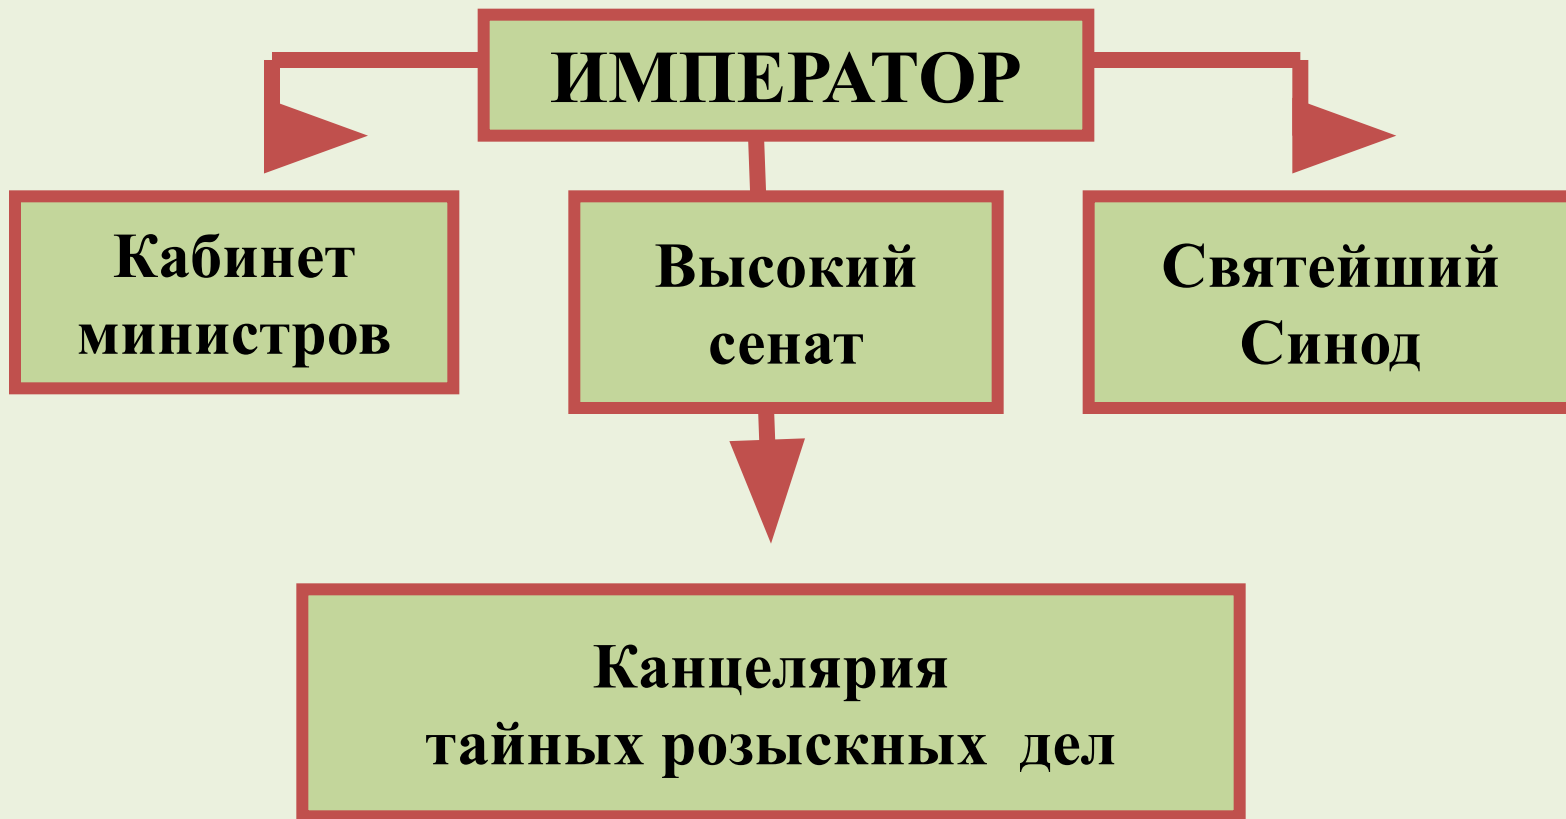 ИМПЕРАТОР
Кабинет
министров
Высокий
сенат
Святейший
Синод
Канцелярия
тайных розыскных дел